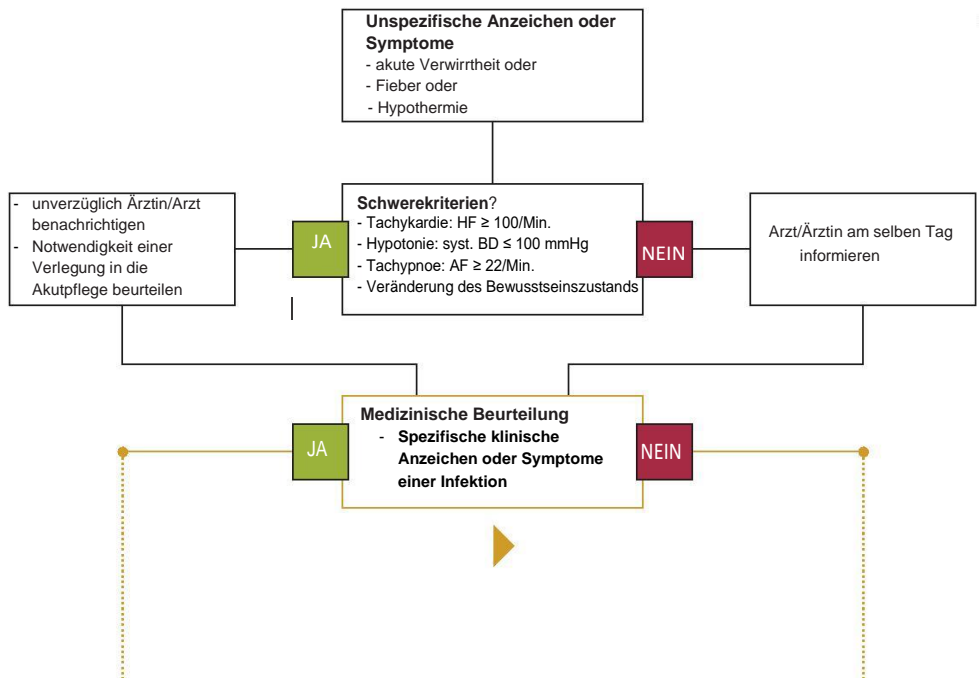 Unspezifische Anzeichen oder
Symptome
- akute Verwirrtheit oder
- Fieber oder
- Hypothermie
- unverzüglich Ärztin/Arzt
benachrichtigen
- Notwendigkeit einer
Verlegung in die
Akutpflege beurteilen
JA
Schwerekriterien?
- Tachykardie: HF ≥ 100/Min.
- Hypotonie: syst. BD ≤ 100 mmHg
- Tachypnoe: AF ≥ 22/Min.
- Veränderung des Bewusstseinszustands
NEIN
Arzt/Ärztin am selben Tag
informieren
JA
Medizinische Beurteilung
- Spezifische klinische
Anzeichen oder Symptome
einer Infektion
NEIN